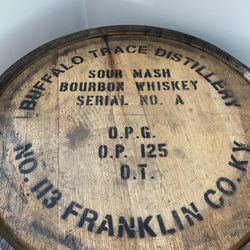 BUFFALO TRACE DISTILLERY
SOUR MASH
BOURBON WHISKEY
SERIAL NO. A
O.P.G.
O.P. 125
O.T.
NO. 113 FRANKLIN CO. KY